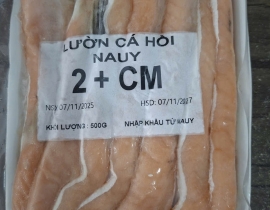 LƯỜN CÁ HỒI
NAUY
2 + CM
NSX: 07/11/2025 HSD: 07/11/2027
KHỐI LƯỢNG : 500G NHẬP KHẨU TỪ NAUY